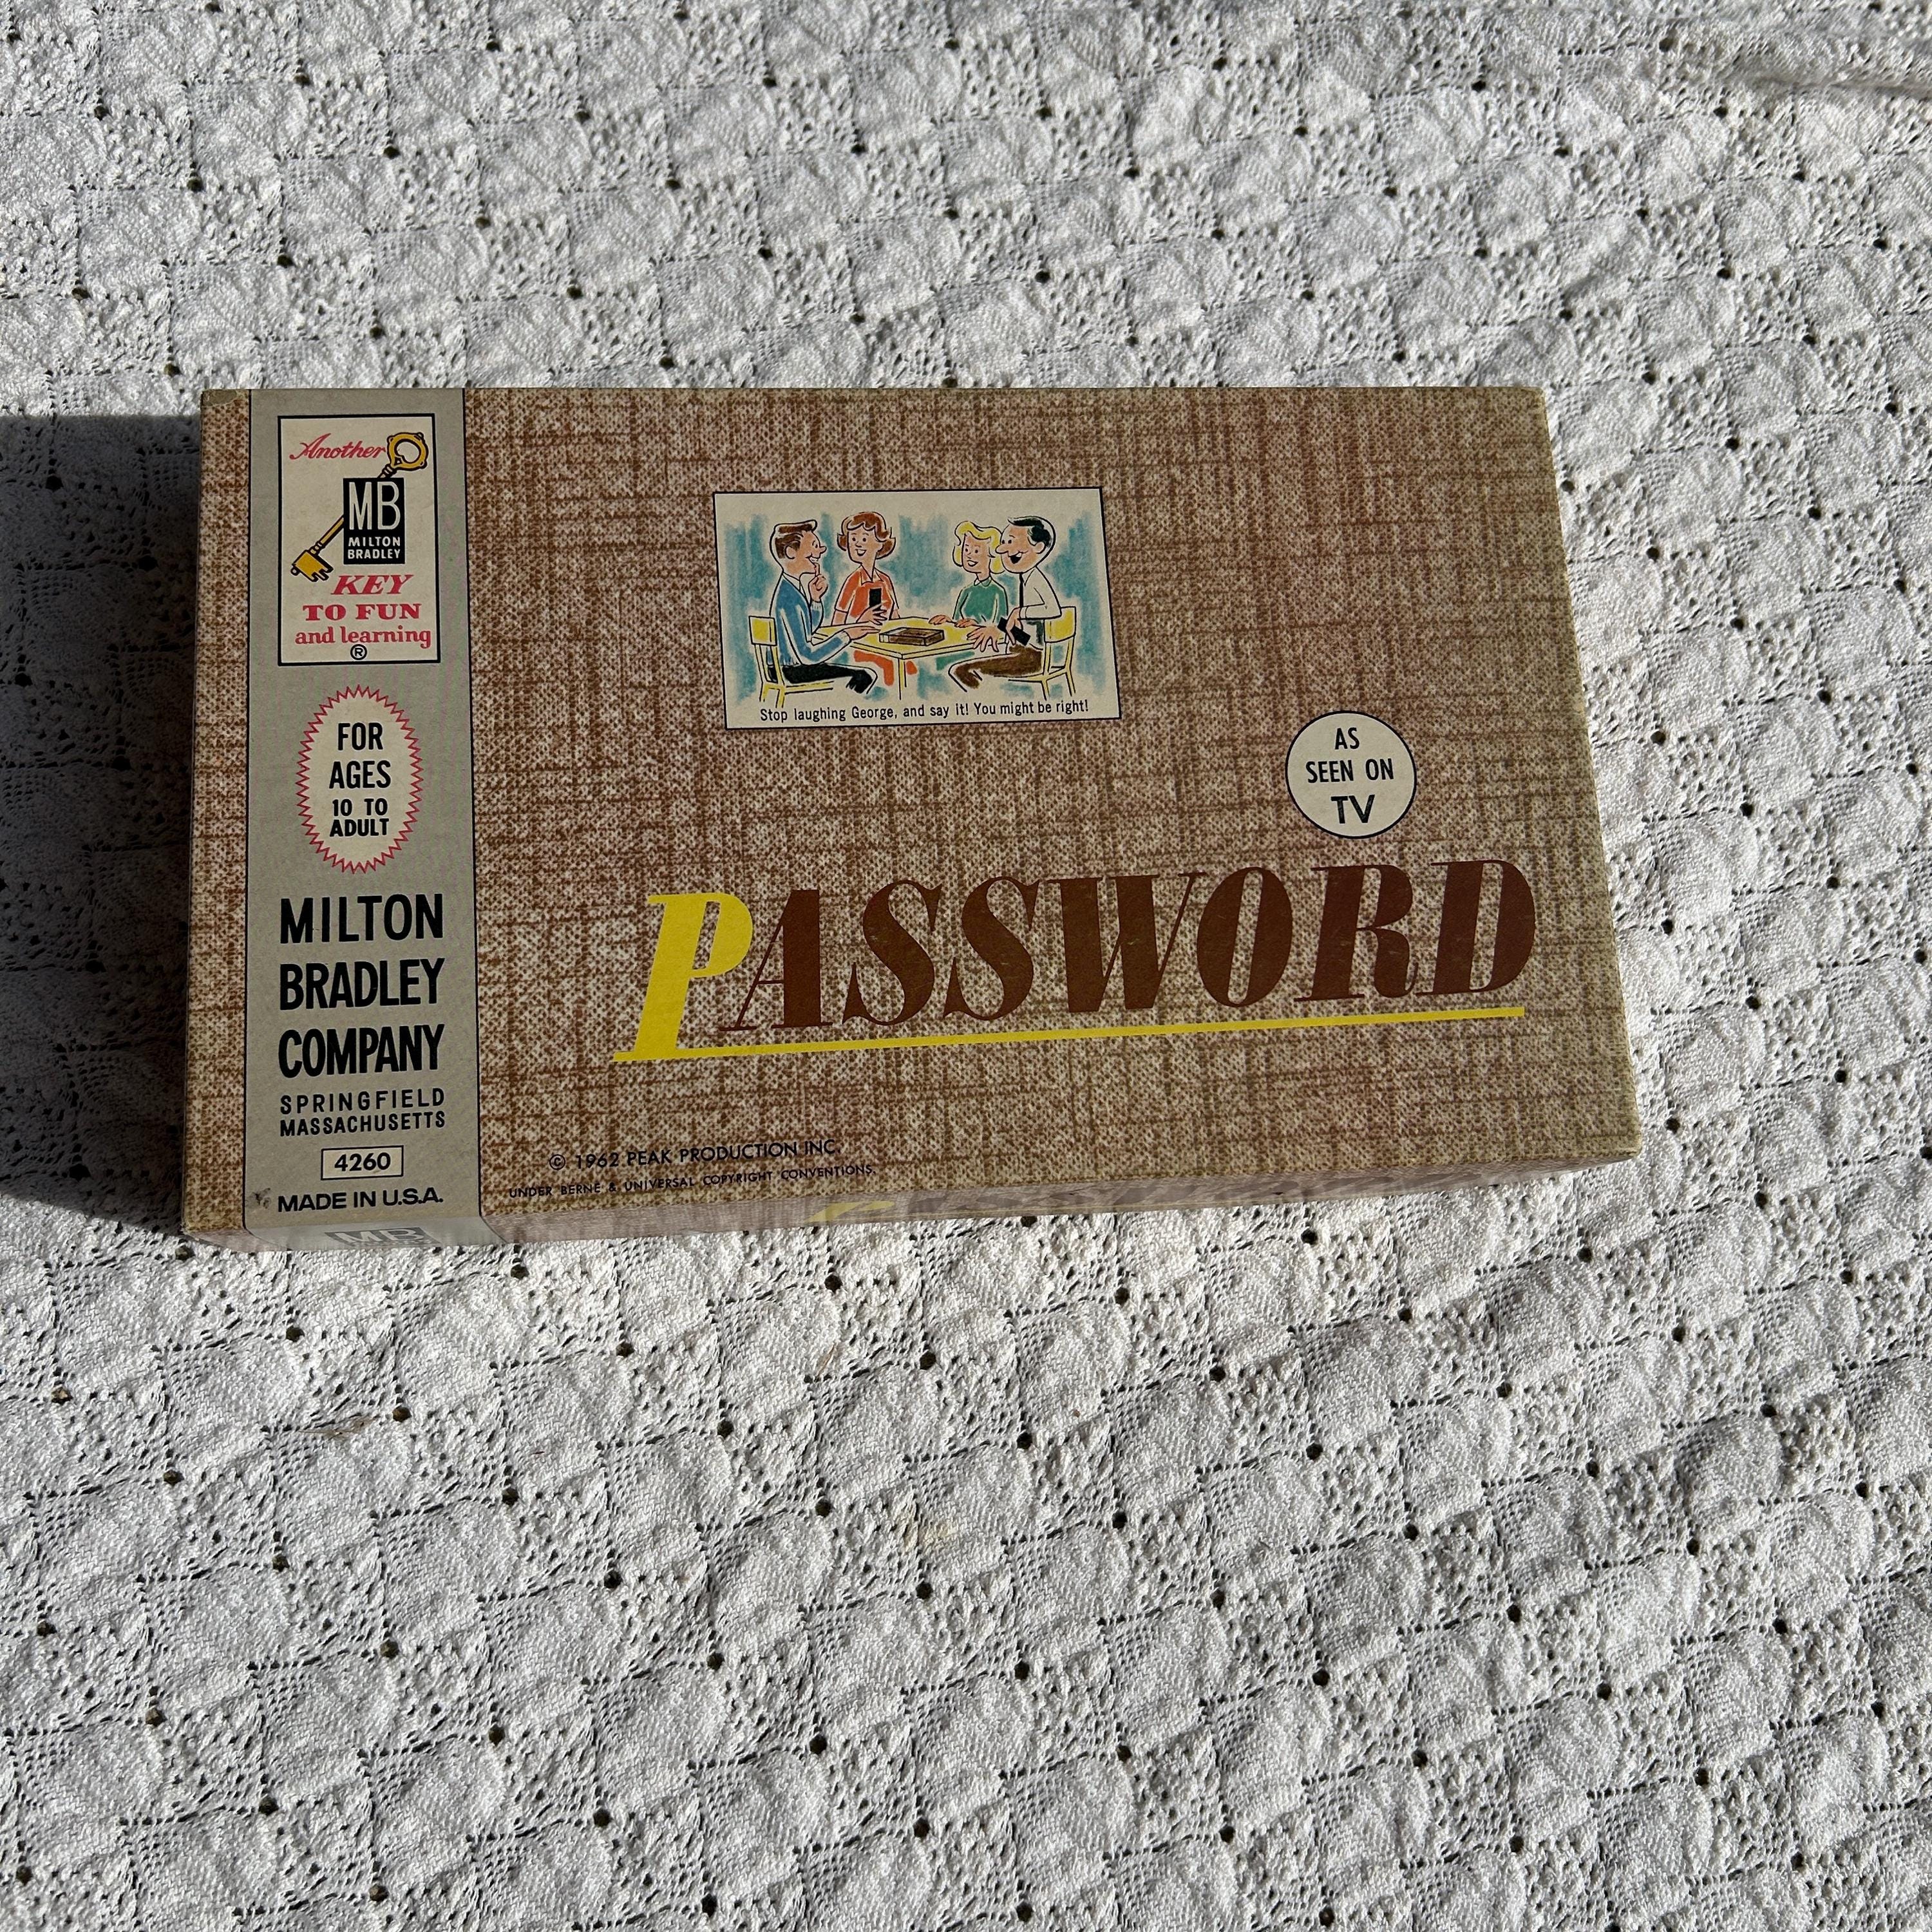 Another
MB
MILTON
BRADLEY
KEY
TO FUN
and learning
®
FOR
AGES
10 TO
ADULT
MILTON
BRADLEY
COMPANY
SPRINGFIELD
MASSACHUSETTS
4260
MADE IN U.S.A.
Stop laughing George, and say it! You might be right!
AS
SEEN ON
TV
PASSWORD
© 1962 PEAK PRODUCTION INC.
UNDER BERNE & UNIVERSAL COPYRIGHT CONVENTIONS.
MB